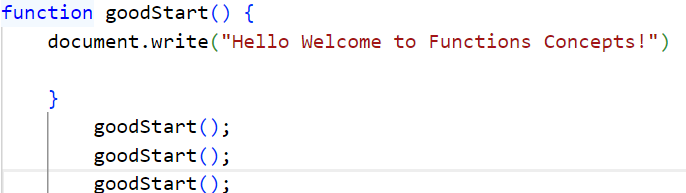 function goodStart() {
document.write("Hello Welcome to Functions Concepts!")
}
goodStart();
goodStart();
goodStart();